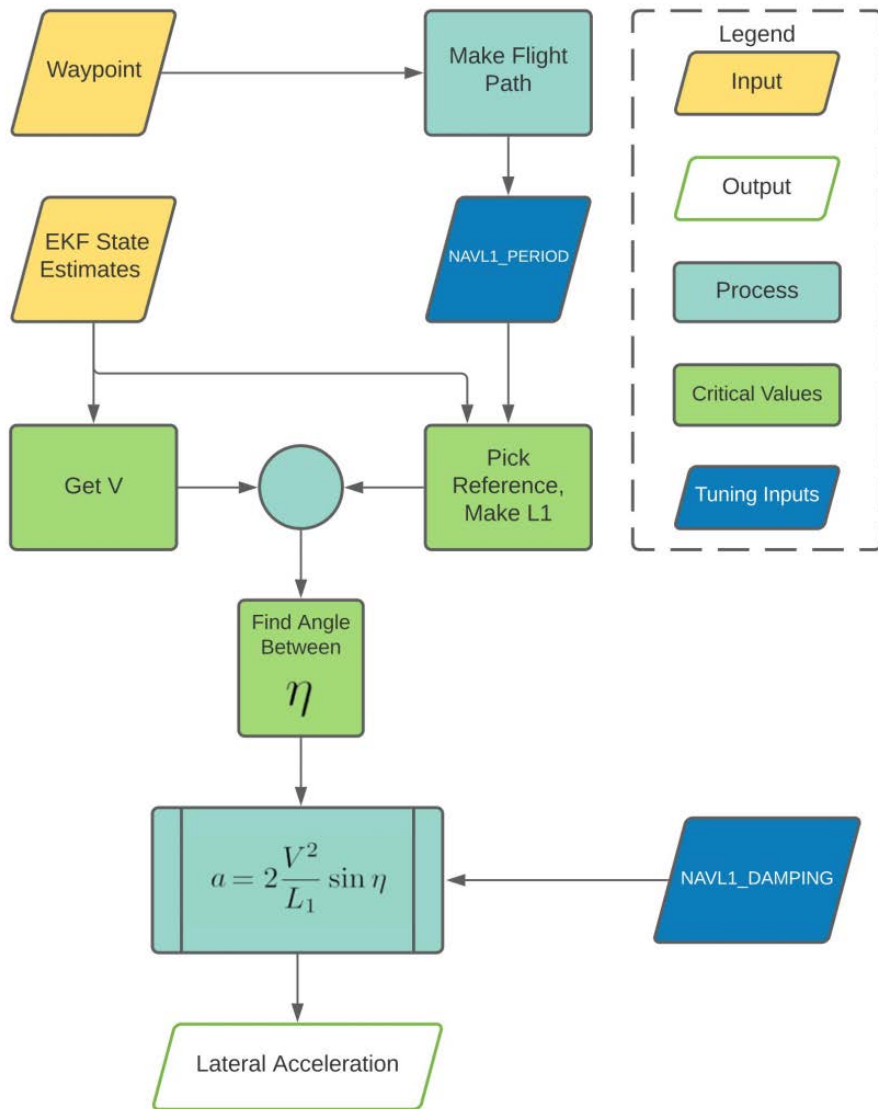 Waypoint
Make Flight
Path
Legend
Input
Output
Process
Critical Values
Tuning Inputs
EKF State
Estimates
NAVL1_PERIOD
Get V
Pick
Reference,
Make L1
Find Angle
Between
η
a = 2 V²/L₁ sin η
NAVL1_DAMPING
Lateral Acceleration